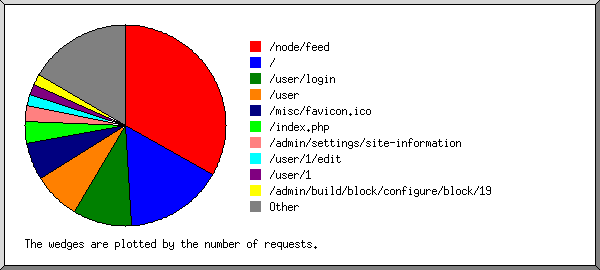 /node/feed
/
/user/login
/user
/misc/favicon.ico
/index.php
/admin/settings/site-information
/user/1/edit
/user/1
/admin/build/block/configure/block/19
Other
The wedges are plotted by the number of requests.